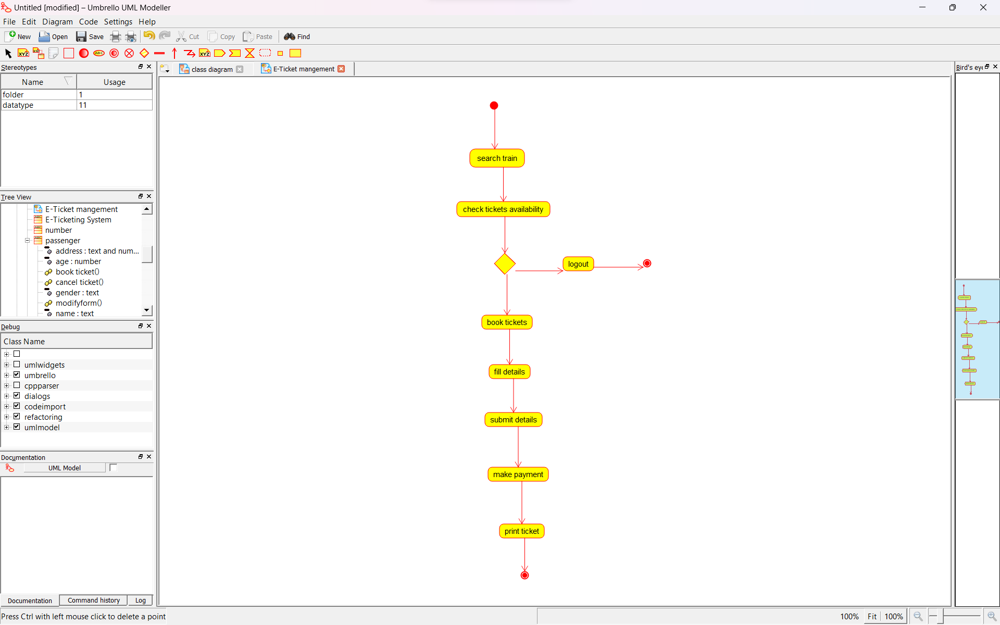 Untitled [modified] – Umbrello UML Modeller
File Edit Diagram Code Settings Help
New Open Save Cut Copy Paste Find
XYZ XYZ ABC XYZ
Stereotypes
Name Usage
folder 1
datatype 11
Tree View
E-Ticket mangement
E-Ticketing System
number
passenger
address : text and num...
age : number
book ticket()
cancel ticket()
gender : text
modifyform()
name : text
Debug
Class Name
umlwidgets
umbrello
cppparser
dialogs
codeimport
refactoring
umlmodel
Documentation
UML Model
Documentation Command history Log
Press Ctrl with left mouse click to delete a point
class diagram E-Ticket mangement
search train
check tickets availability
logout
book tickets
fill details
submit details
make payment
print ticket
Bird's eye
100% Fit 100%